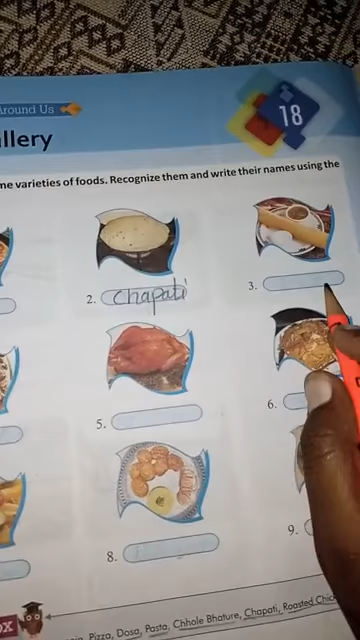 Around Us
llery
18
me varieties of foods. Recognize them and write their names using the
2. Chapati
3.
5.
6.
8.
9.
OX
Pizza, Dosa, Pasta, Chhole Bhature, Chapati, Roasted Chic